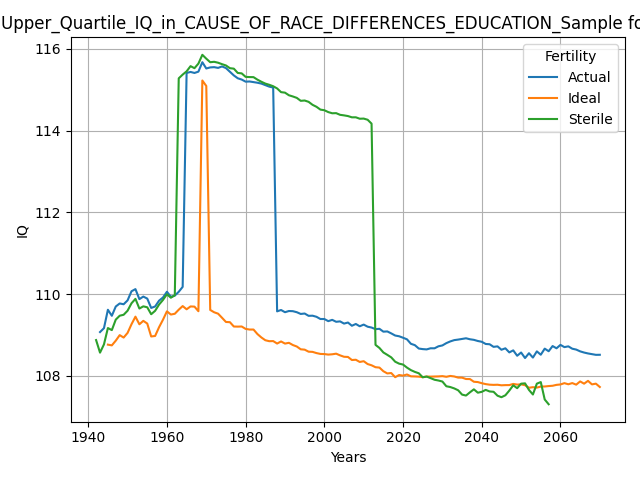 Upper_Quartile_IQ_in_CAUSE_OF_RACE_DIFFERENCES_EDUCATION_Sample fo
116
114
112
110
108
IQ
1940
1960
1980
2000
2020
2040
2060
Years
Fertility
Actual
Ideal
Sterile